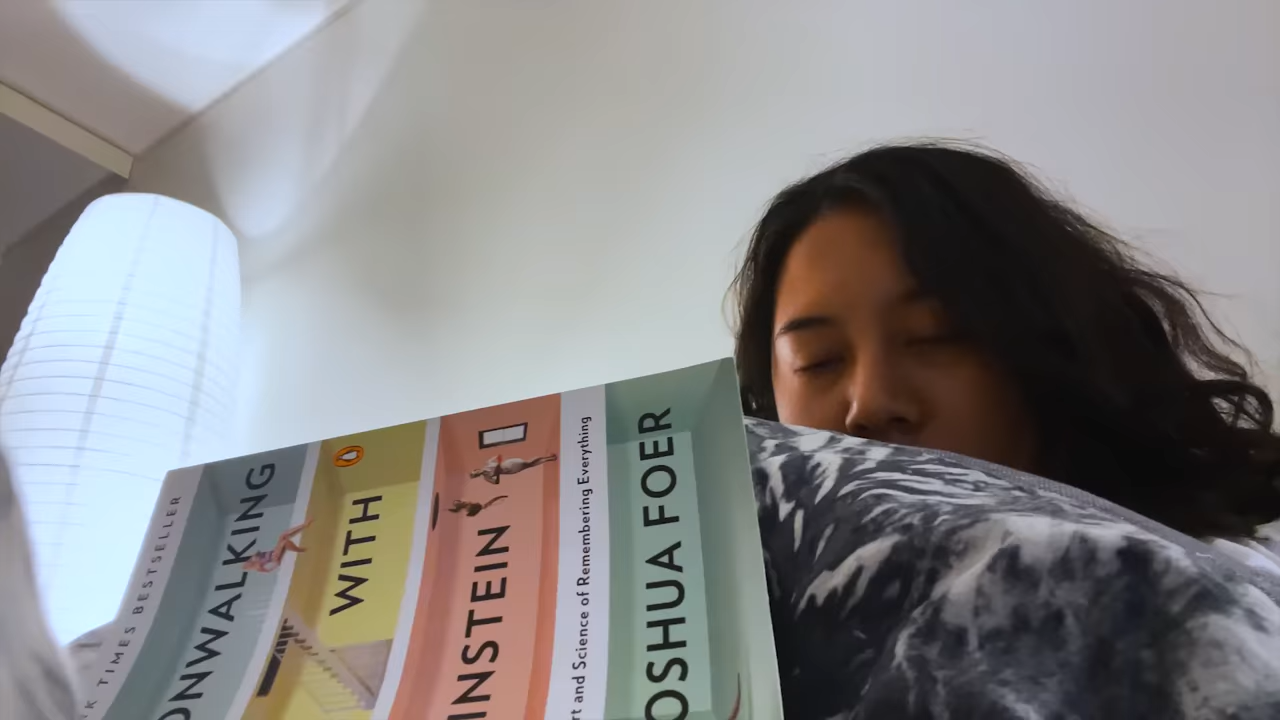 K TIMES BESTSELLER
ONWALKING
WITH
INSTEIN
rt and Science of Remembering Everything
OSHUA FOER